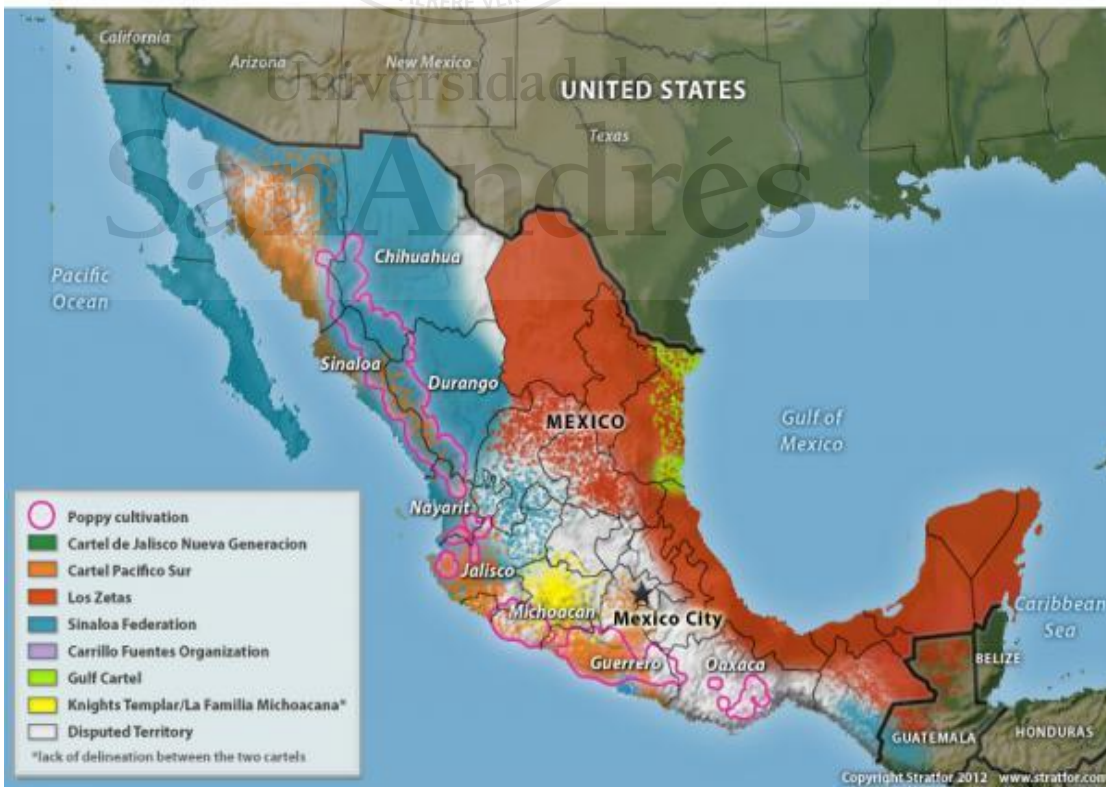 QUAERERE VERUM
Universidad de
SanAndrés
California
Arizona
New Mexico
UNITED STATES
Texas
Pacific
Ocean
Chihuahua
Sinaloa
Durango
MEXICO
Gulf of
Mexico
Nayarit
Jalisco
Michoacan
Mexico City
Guerrero
Oaxaca
Caribbean
Sea
BELIZE
GUATEMALA
HONDURAS
Poppy cultivation
Cartel de Jalisco Nueva Generacion
Cartel Pacifico Sur
Los Zetas
Sinaloa Federation
Carrillo Fuentes Organization
Gulf Cartel
Knights Templar/La Familia Michoacana*
Disputed Territory
*lack of delineation between the two cartels
Copyright Stratfor 2012 www.stratfor.com